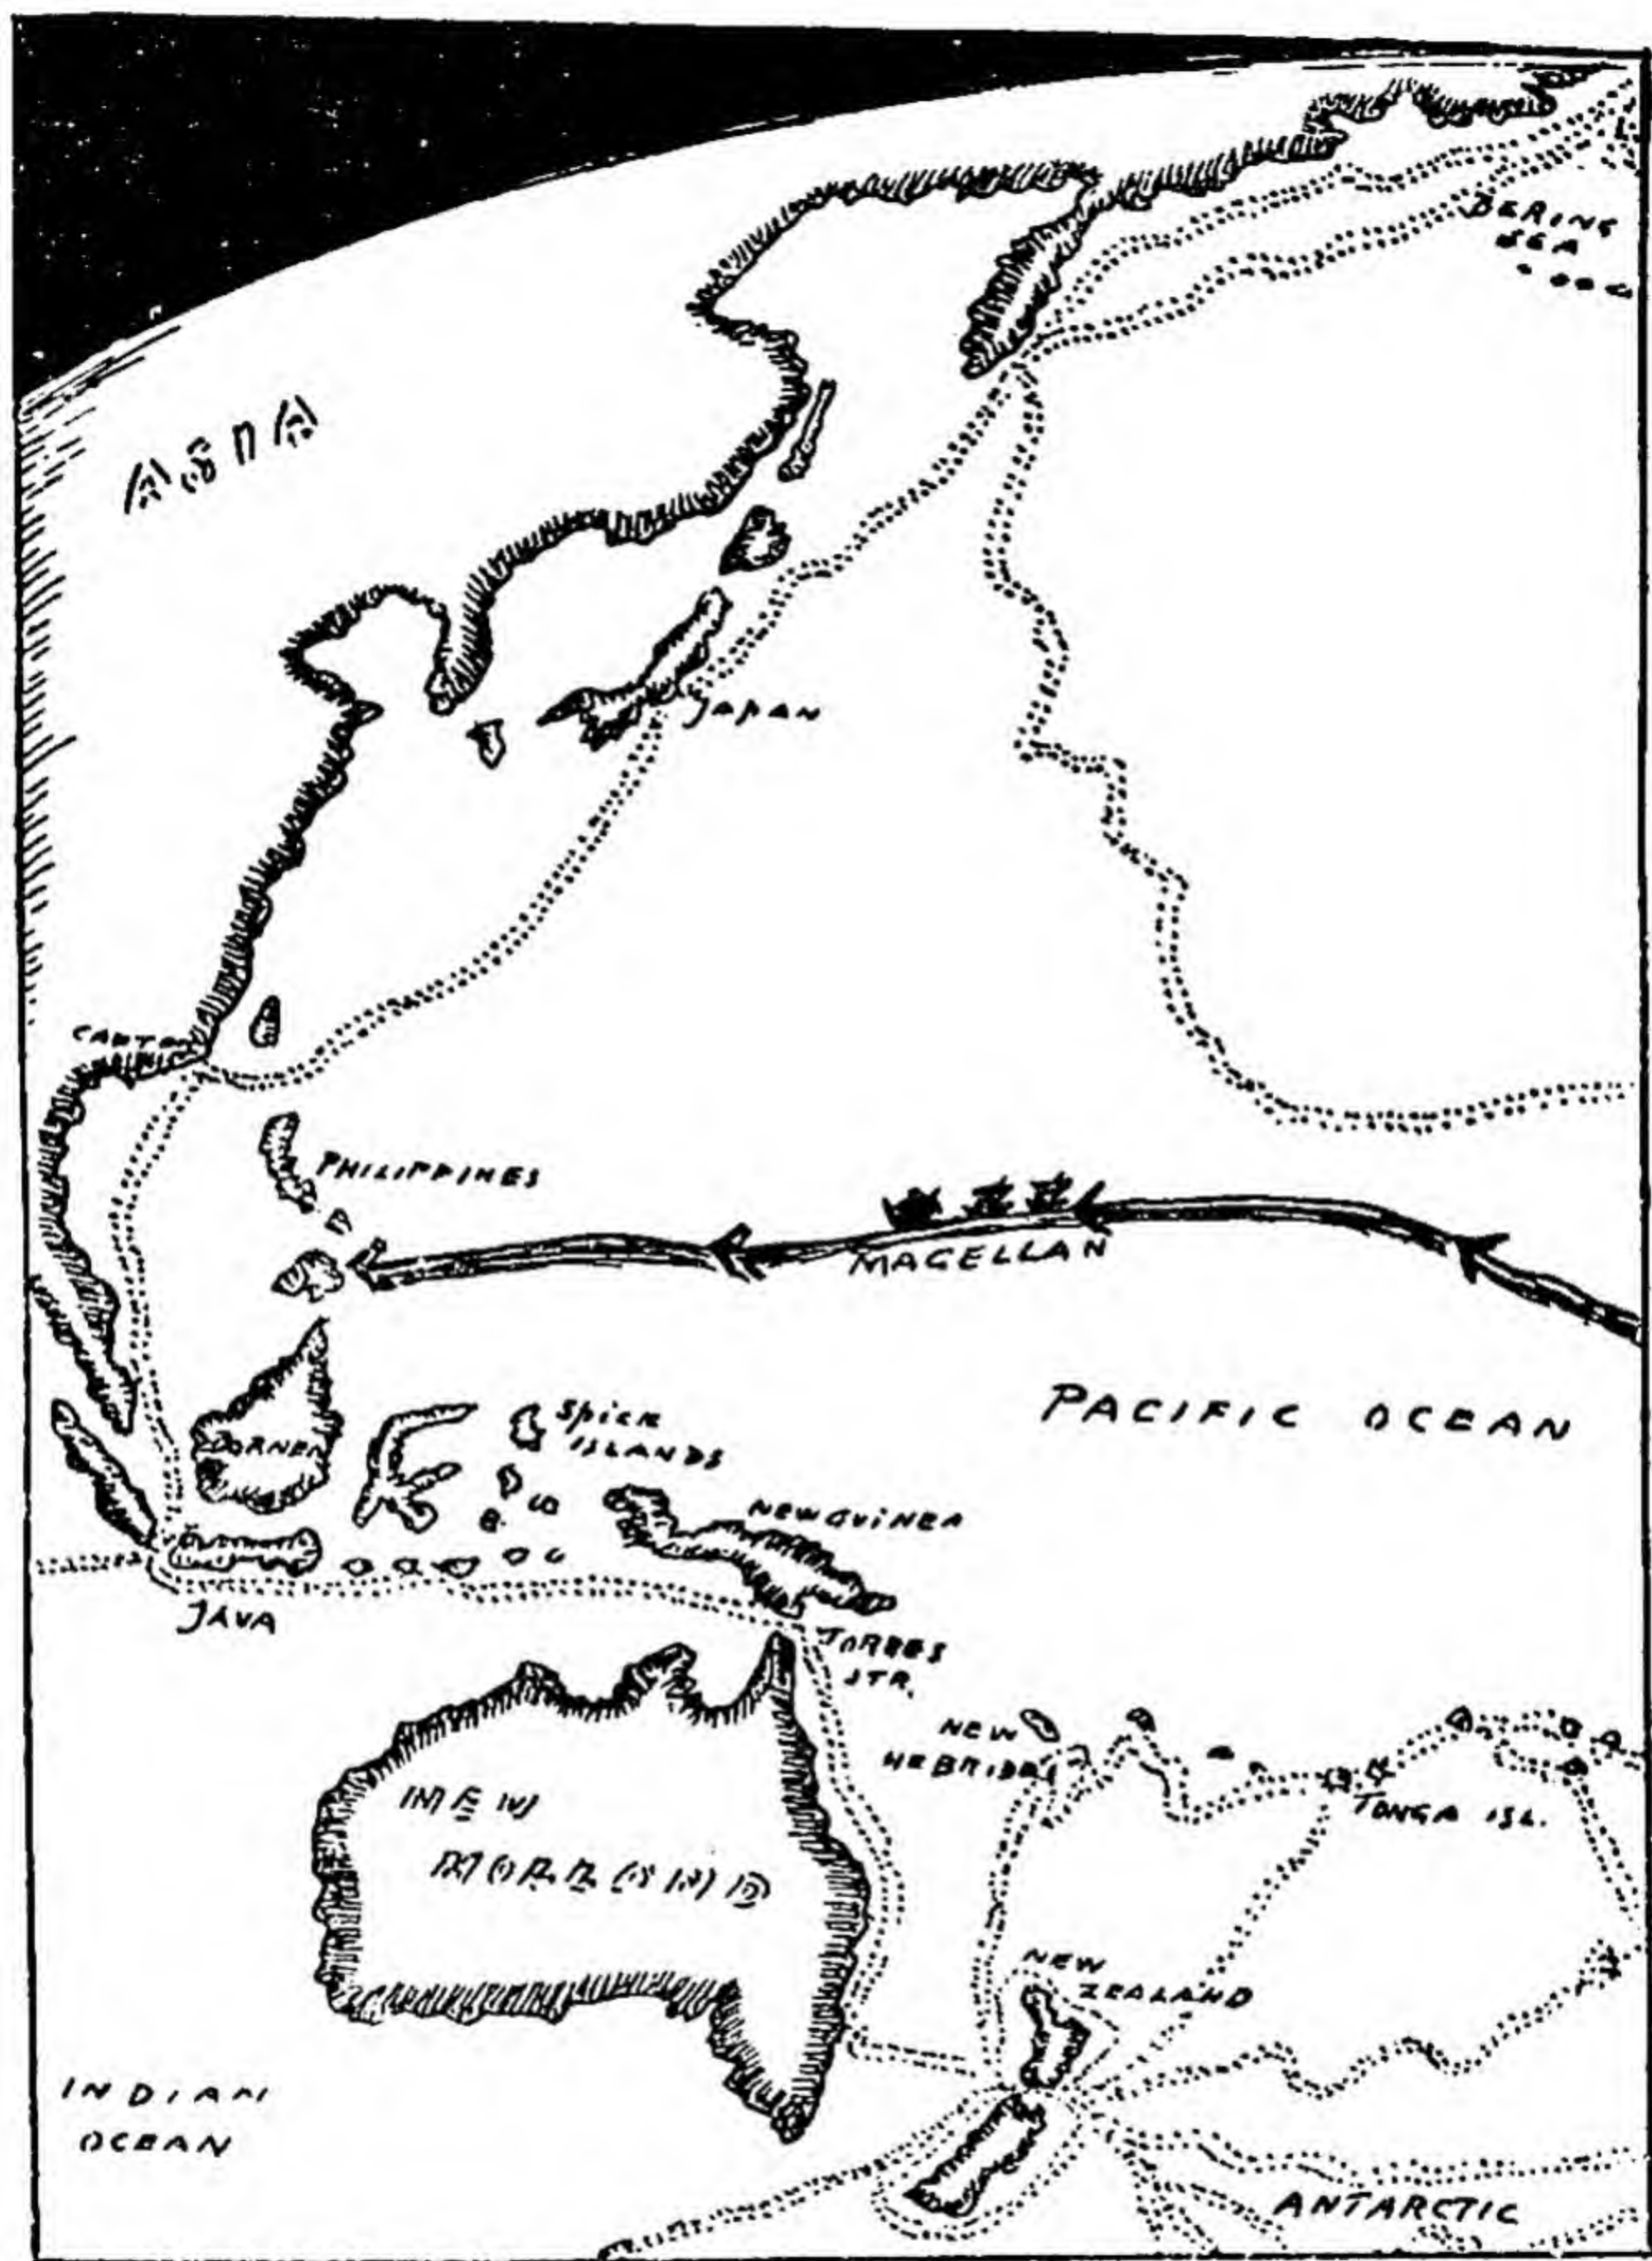 BERING
SEA
ASIA
JAPAN
CANTON
PHILIPPINES
MAGELLAN
PACIFIC OCEAN
SPICE
ISLANDS
BORNEO
NEW GUINEA
JAVA
TORRES
STR.
NEW
HEBRIDES
TONGA ISL.
NEW
HOLLAND
NEW
ZEALAND
INDIAN
OCEAN
ANTARCTIC